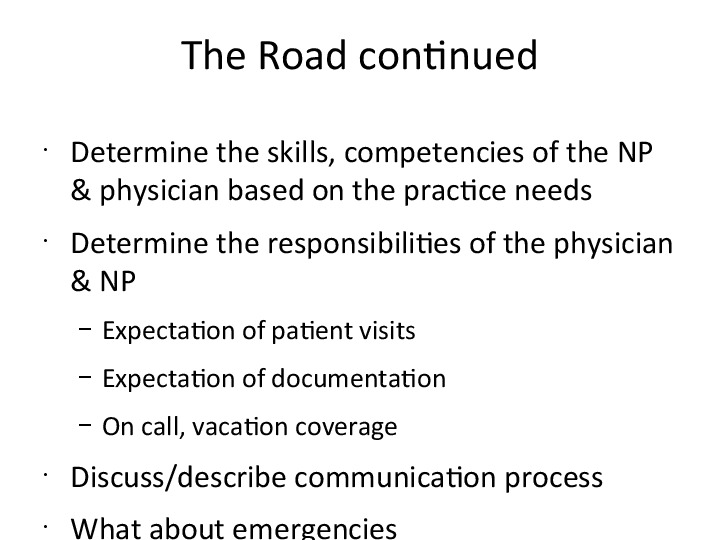 The Road continued
· Determine the skills, competencies of the NP
& physician based on the practice needs
· Determine the responsibilities of the physician
& NP
– Expectation of patient visits
– Expectation of documentation
– On call, vacation coverage
· Discuss/describe communication process
· What about emergencies